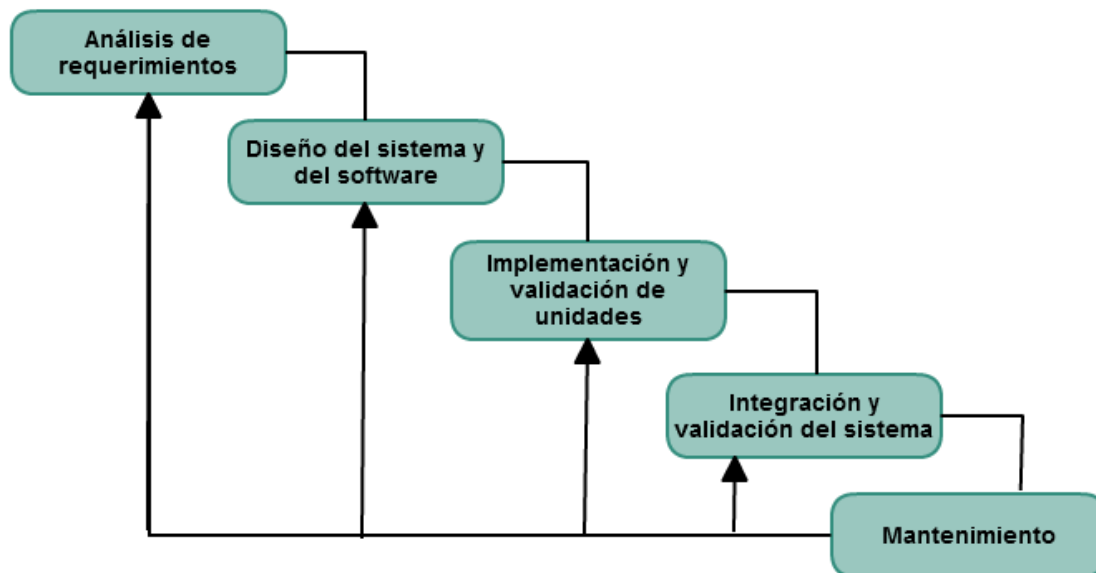 Análisis de
requerimientos
Diseño del sistema y
del software
Implementación y
validación de
unidades
Integración y
validación del sistema
Mantenimiento